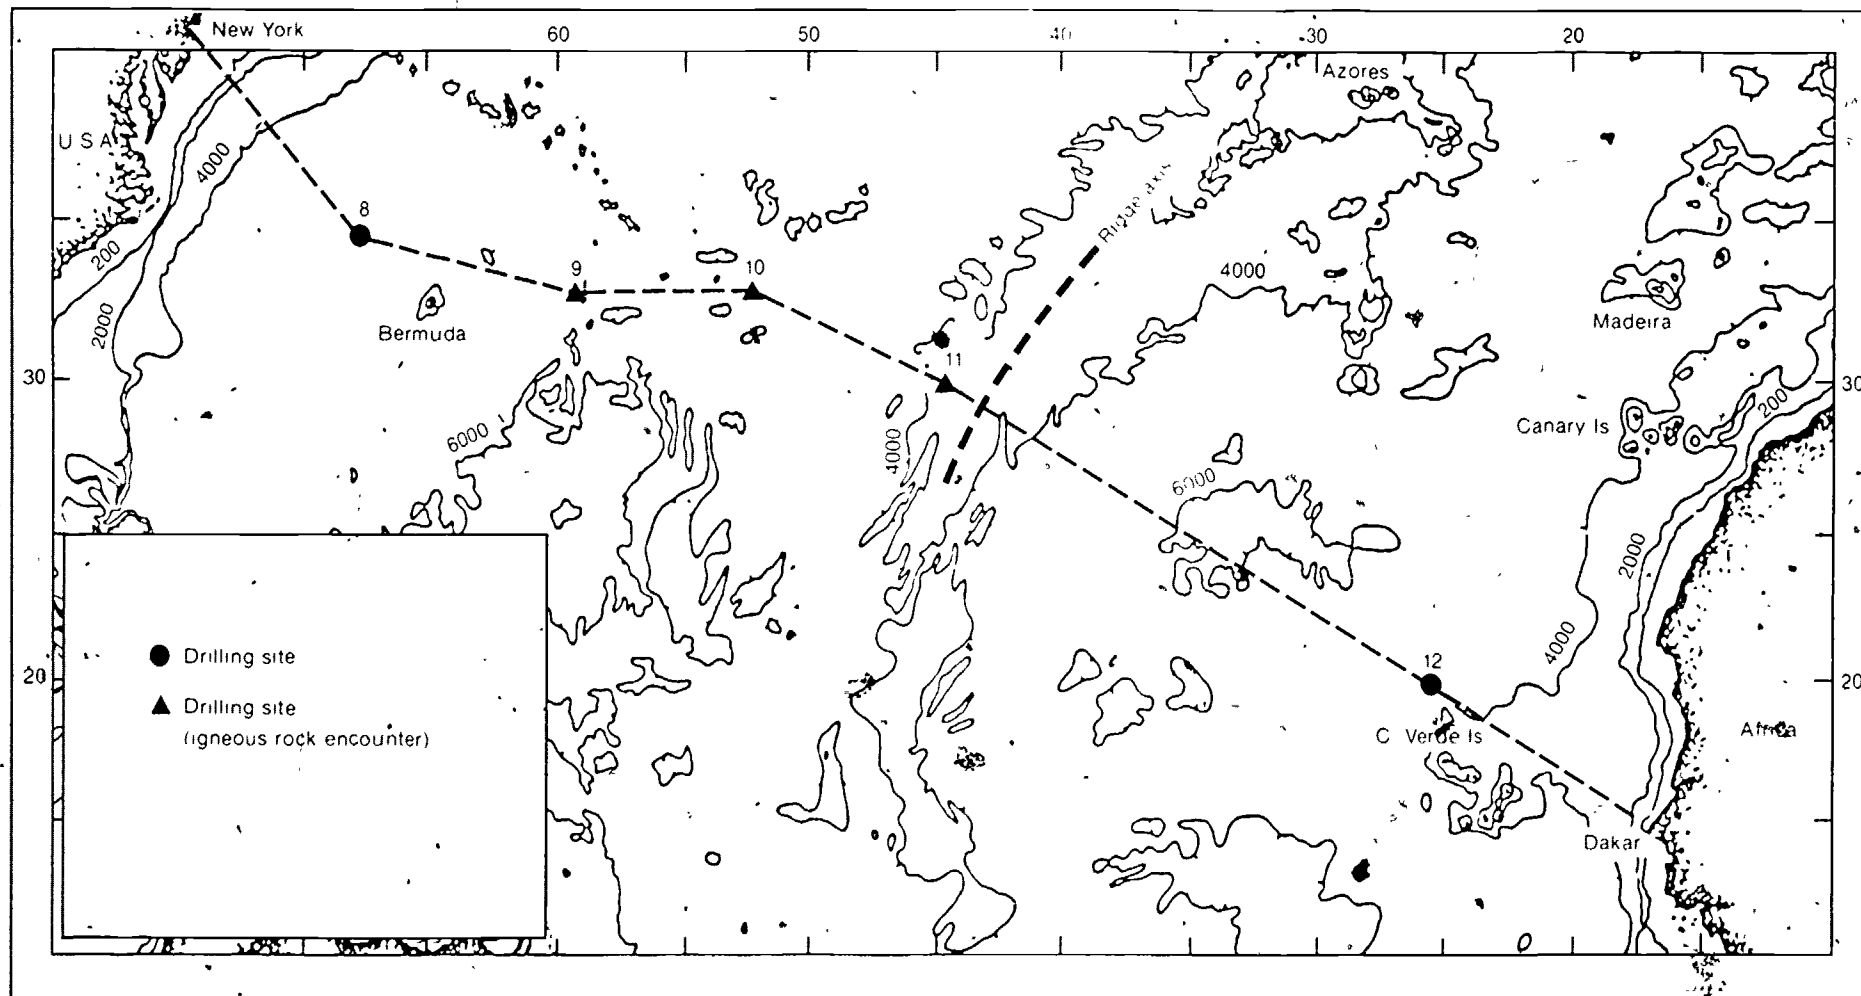 New York
60
50
40
30
20
Azores
U S A
4000
Ridge axis
8
200
9
10
4000
2000
Bermuda
Madeira
11
30
30
6000
4000
Canary Is
200
6000
2000
Drilling site
20
4000
12
20
Drilling site
(igneous rock encounter)
C Verde Is
Africa
Dakar